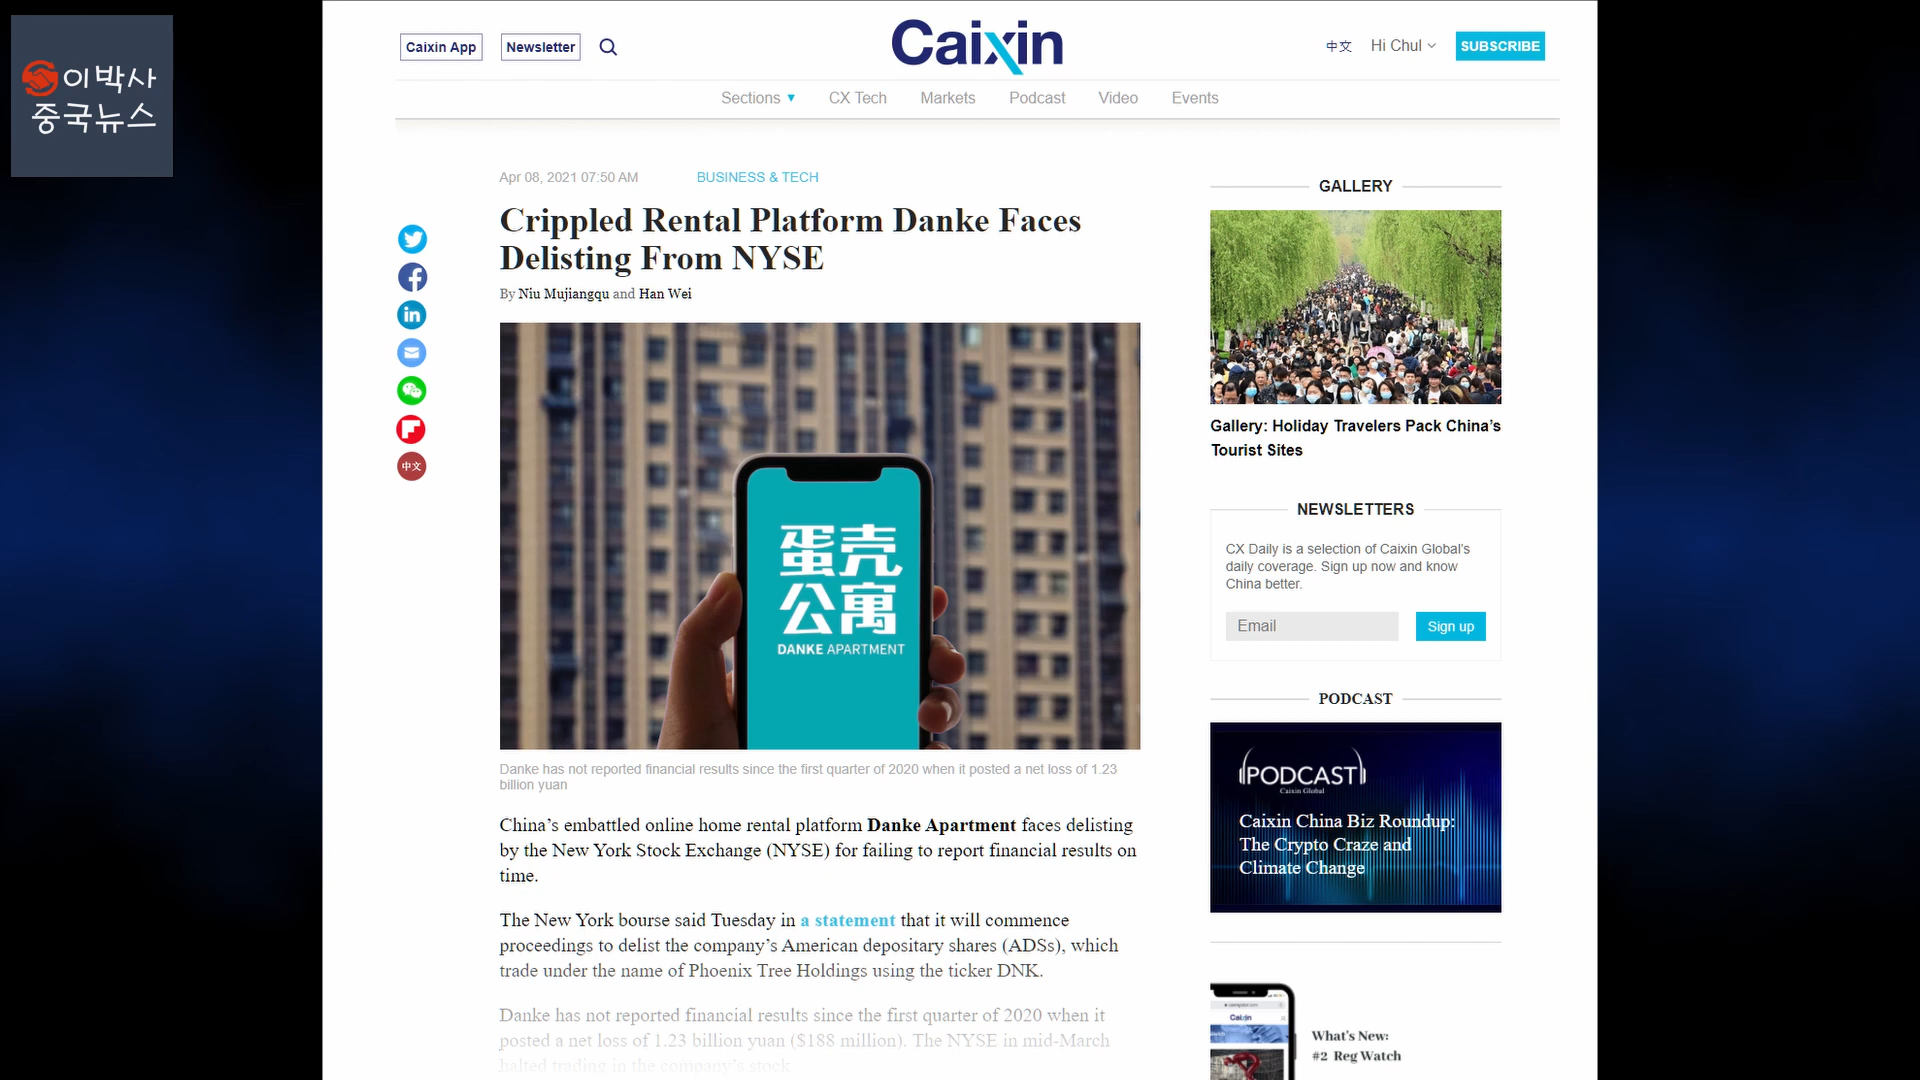 이박사
중국뉴스
Caixin App
Newsletter
Caixin
中文
Hi Chul
SUBSCRIBE
Sections
CX Tech
Markets
Podcast
Video
Events
Apr 08, 2021 07:50 AM
BUSINESS & TECH
Crippled Rental Platform Danke Faces
Delisting From NYSE
By Niu Mujiangqu and Han Wei
中文
蛋壳
公寓
DANKE APARTMENT
Danke has not reported financial results since the first quarter of 2020 when it posted a net loss of 1.23
billion yuan
China’s embattled online home rental platform Danke Apartment faces delisting
by the New York Stock Exchange (NYSE) for failing to report financial results on
time.
The New York bourse said Tuesday in a statement that it will commence
proceedings to delist the company’s American depositary shares (ADSs), which
trade under the name of Phoenix Tree Holdings using the ticker DNK.
Danke has not reported financial results since the first quarter of 2020 when it
posted a net loss of 1.23 billion yuan ($188 million). The NYSE in mid-March
halted trading in the company’s stock
GALLERY
Gallery: Holiday Travelers Pack China’s
Tourist Sites
NEWSLETTERS
CX Daily is a selection of Caixin Global’s
daily coverage. Sign up now and know
China better.
Email
Sign up
PODCAST
PODCAST
Caixin Global
Caixin China Biz Roundup:
The Crypto Craze and
Climate Change
Caixin
What's New:
#2 Reg Watch